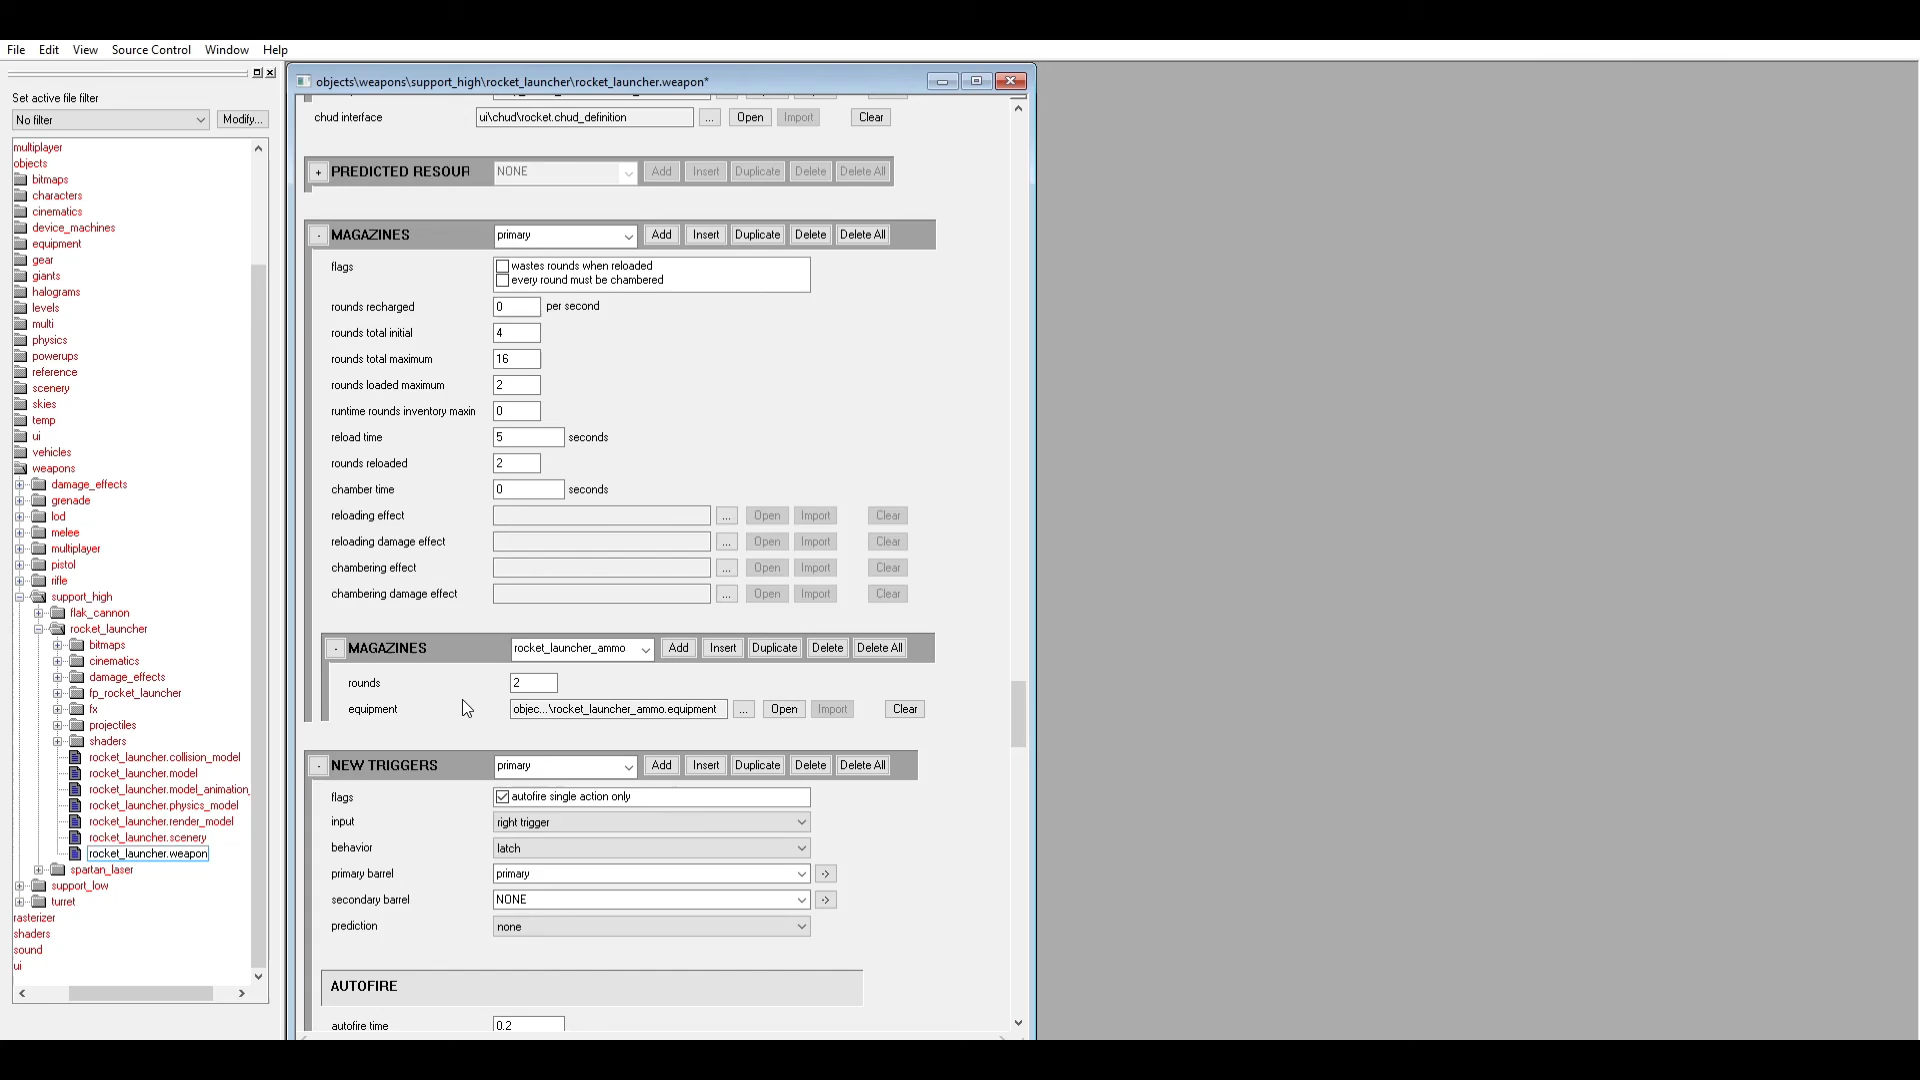 File Edit View Source Control Window Help
Set active file filter
No filter
Modify...
multiplayer
objects
bitmaps
characters
cinematics
device_machines
equipment
gear
giants
halograms
levels
multi
physics
powerups
reference
scenery
skies
temp
ui
vehicles
weapons
damage_effects
grenade
lod
melee
multiplayer
pistol
rifle
support_high
flak_cannon
rocket_launcher
bitmaps
cinematics
damage_effects
fp_rocket_launcher
fx
projectiles
shaders
rocket_launcher.collision_model
rocket_launcher.model
rocket_launcher.model_animation_
rocket_launcher.physics_model
rocket_launcher.render_model
rocket_launcher.scenery
rocket_launcher.weapon
spartan_laser
support_low
turret
rasterizer
shaders
sound
ui
objects\weapons\support_high\rocket_launcher\rocket_launcher.weapon*
chud interface ui\chud\rocket.chud_definition ... Open Import Clear
+ PREDICTED RESOUR NONE Add Insert Duplicate Delete Delete All
- MAGAZINES primary Add Insert Duplicate Delete Delete All
flags wastes rounds when reloaded
every round must be chambered
rounds recharged 0 per second
rounds total initial 4
rounds total maximum 16
rounds loaded maximum 2
runtime rounds inventory maxin 0
reload time 5 seconds
rounds reloaded 2
chamber time 0 seconds
reloading effect ... Open Import Clear
reloading damage effect ... Open Import Clear
chambering effect ... Open Import Clear
chambering damage effect ... Open Import Clear
- MAGAZINES rocket_launcher_ammo Add Insert Duplicate Delete Delete All
rounds 2
equipment objec...\rocket_launcher_ammo.equipment ... Open Import Clear
- NEW TRIGGERS primary Add Insert Duplicate Delete Delete All
flags autofire single action only
input right trigger
behavior latch
primary barrel primary ->
secondary barrel NONE ->
prediction none
AUTOFIRE
autofire time 0.2